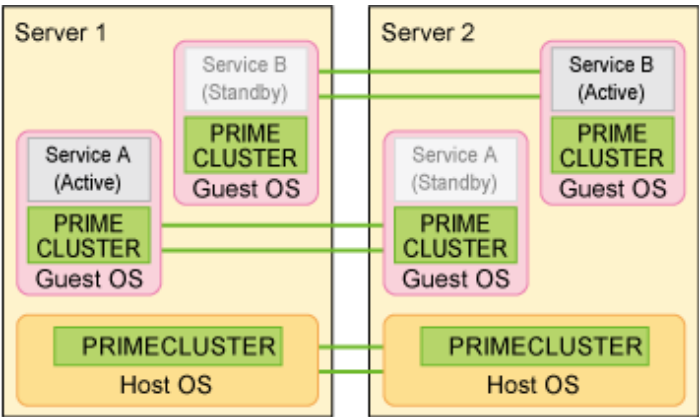 Server 1
Service B
(Standby)
PRIME
CLUSTER
Guest OS
Service A
(Active)
PRIME
CLUSTER
Guest OS
PRIMECLUSTER
Host OS
Server 2
Service B
(Active)
PRIME
CLUSTER
Guest OS
Service A
(Standby)
PRIME
CLUSTER
Guest OS
PRIMECLUSTER
Host OS